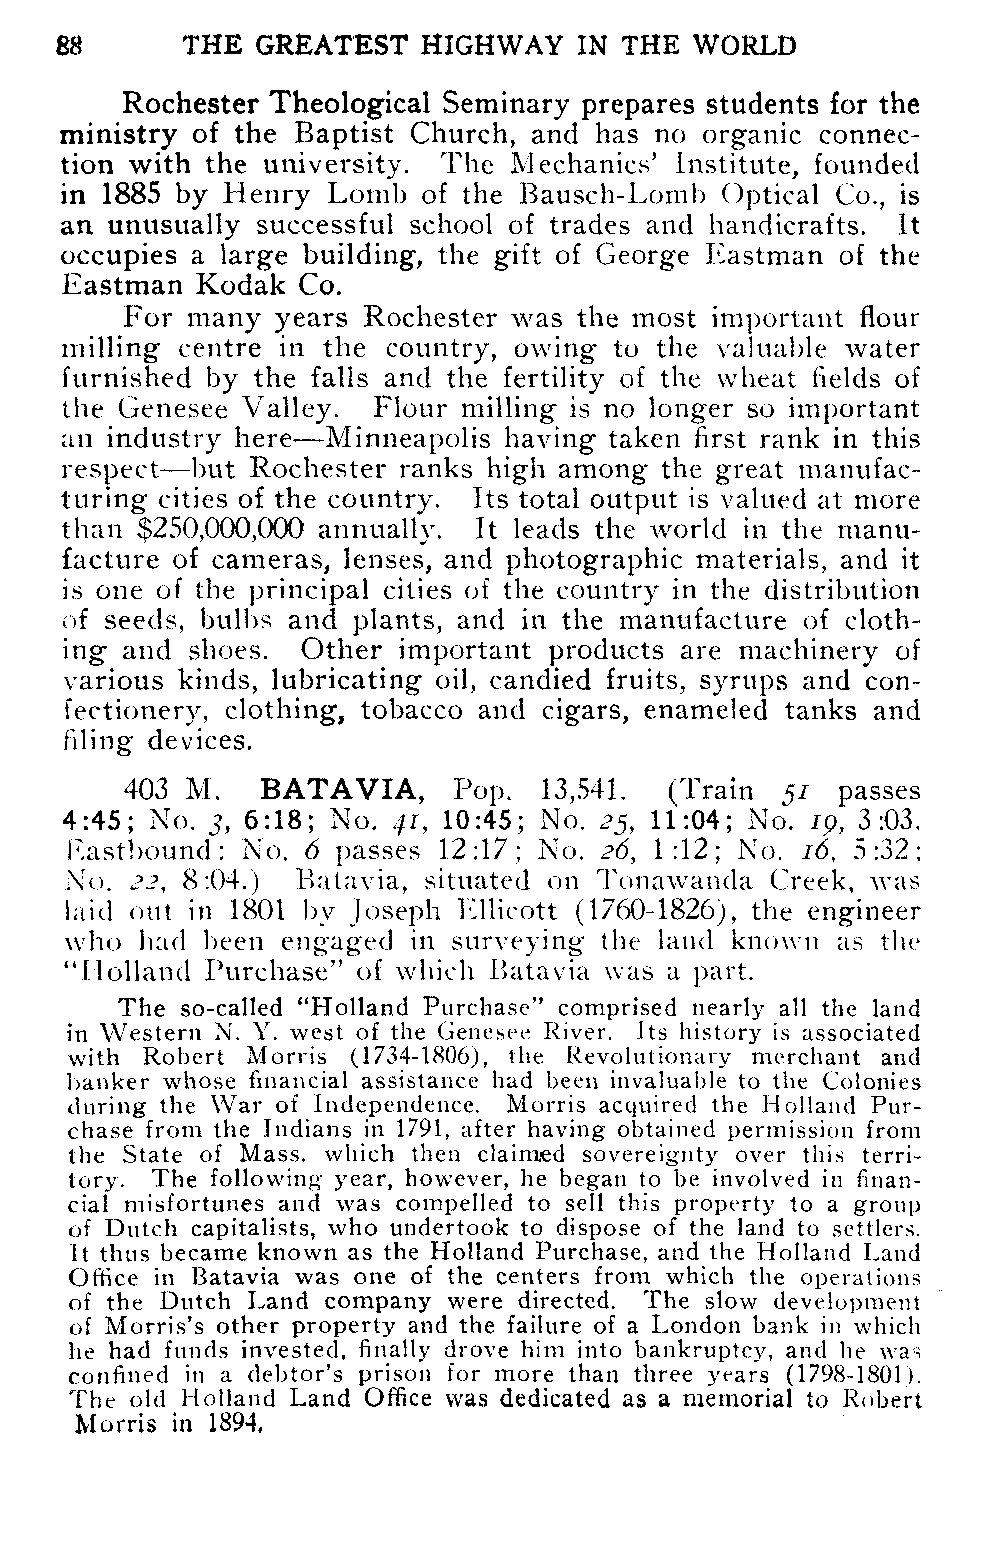 88 THE GREATEST HIGHWAY IN THE WORLD
Rochester Theological Seminary prepares students for the
ministry of the Baptist Church, and has no organic connec-
tion with the university. The Mechanics' Institute, founded
in 1885 by Henry Lomb of the Bausch-Lomb Optical Co., is
an unusually successful school of trades and handicrafts. It
occupies a large building, the gift of George Eastman of the
Eastman Kodak Co.
For many years Rochester was the most important flour
milling centre in the country, owing to the valuable water
furnished by the falls and the fertility of the wheat fields of
the Genesee Valley. Flour milling is no longer so important
an industry here—Minneapolis having taken first rank in this
respect—but Rochester ranks high among the great manufac-
turing cities of the country. Its total output is valued at more
than $250,000,000 annually. It leads the world in the manu-
facture of cameras, lenses, and photographic materials, and it
is one of the principal cities of the country in the distribution
of seeds, bulbs and plants, and in the manufacture of cloth-
ing and shoes. Other important products are machinery of
various kinds, lubricating oil, candied fruits, syrups and con-
fectionery, clothing, tobacco and cigars, enameled tanks and
filing devices.
403 M. BATAVIA, Pop. 13,541. (Train 51 passes
4:45; No. 3, 6:18; No. 41, 10:45; No. 25, 11:04; No. 19, 3:03.
Eastbound: No. 6 passes 12:17; No. 26, 1:12; No. 16, 5:32;
No. 22, 8:04.) Batavia, situated on Tonawanda Creek, was
laid out in 1801 by Joseph Ellicott (1760-1826), the engineer
who had been engaged in surveying the land known as the
"Holland Purchase" of which Batavia was a part.
The so-called "Holland Purchase" comprised nearly all the land
in Western N. Y. west of the Genesee River. Its history is associated
with Robert Morris (1734-1806), the Revolutionary merchant and
banker whose financial assistance had been invaluable to the Colonies
during the War of Independence. Morris acquired the Holland Pur-
chase from the Indians in 1791, after having obtained permission from
the State of Mass. which then claimed sovereignty over this terri-
tory. The following year, however, he began to be involved in finan-
cial misfortunes and was compelled to sell this property to a group
of Dutch capitalists, who undertook to dispose of the land to settlers.
It thus became known as the Holland Purchase, and the Holland Land
Office in Batavia was one of the centers from which the operations
of the Dutch Land company were directed. The slow development
of Morris's other property and the failure of a London bank in which
he had funds invested, finally drove him into bankruptcy, and he was
confined in a debtor's prison for more than three years (1798-1801).
The old Holland Land Office was dedicated as a memorial to Robert
Morris in 1894.